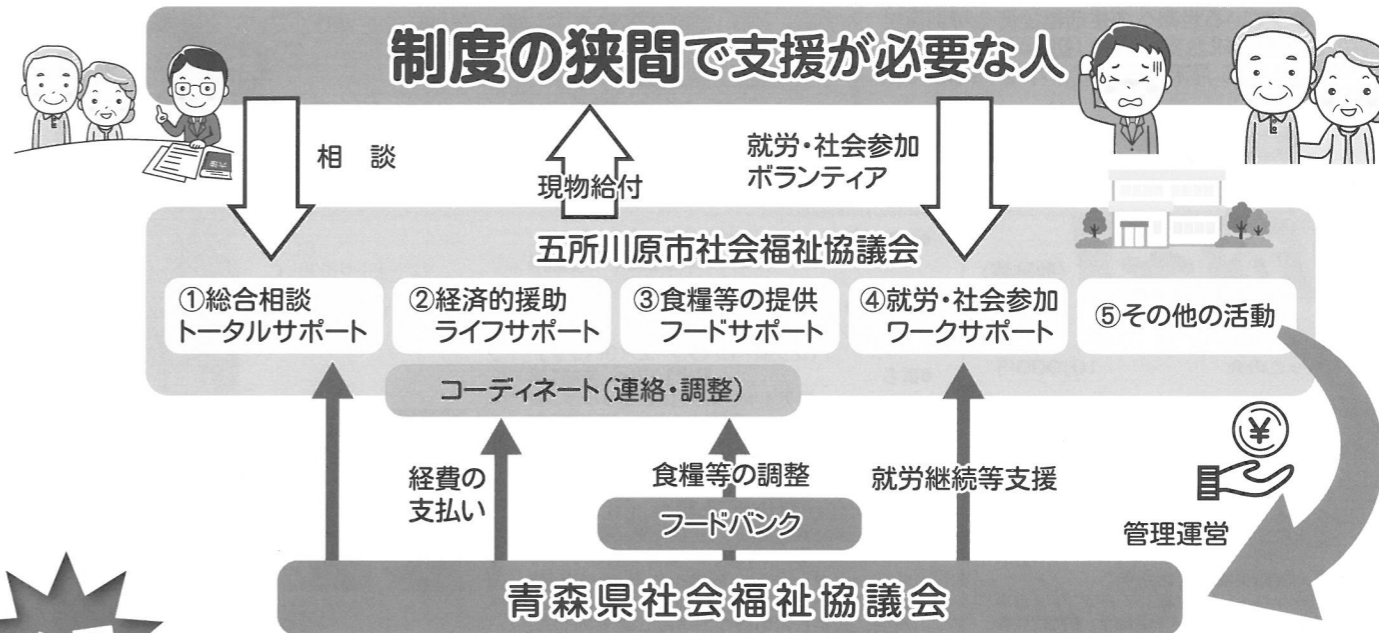 制度の狭間で支援が必要な人
相 談
現物給付
就労・社会参加
ボランティア
五所川原市社会福祉協議会
①総合相談
トータルサポート
②経済的援助
ライフサポート
③食糧等の提供
フードサポート
④就労・社会参加
ワークサポート
⑤その他の活動
コーディネート(連絡・調整)
経費の
支払い
食糧等の調整
フードバンク
就労継続等支援
¥
管理運営
青森県社会福祉協議会